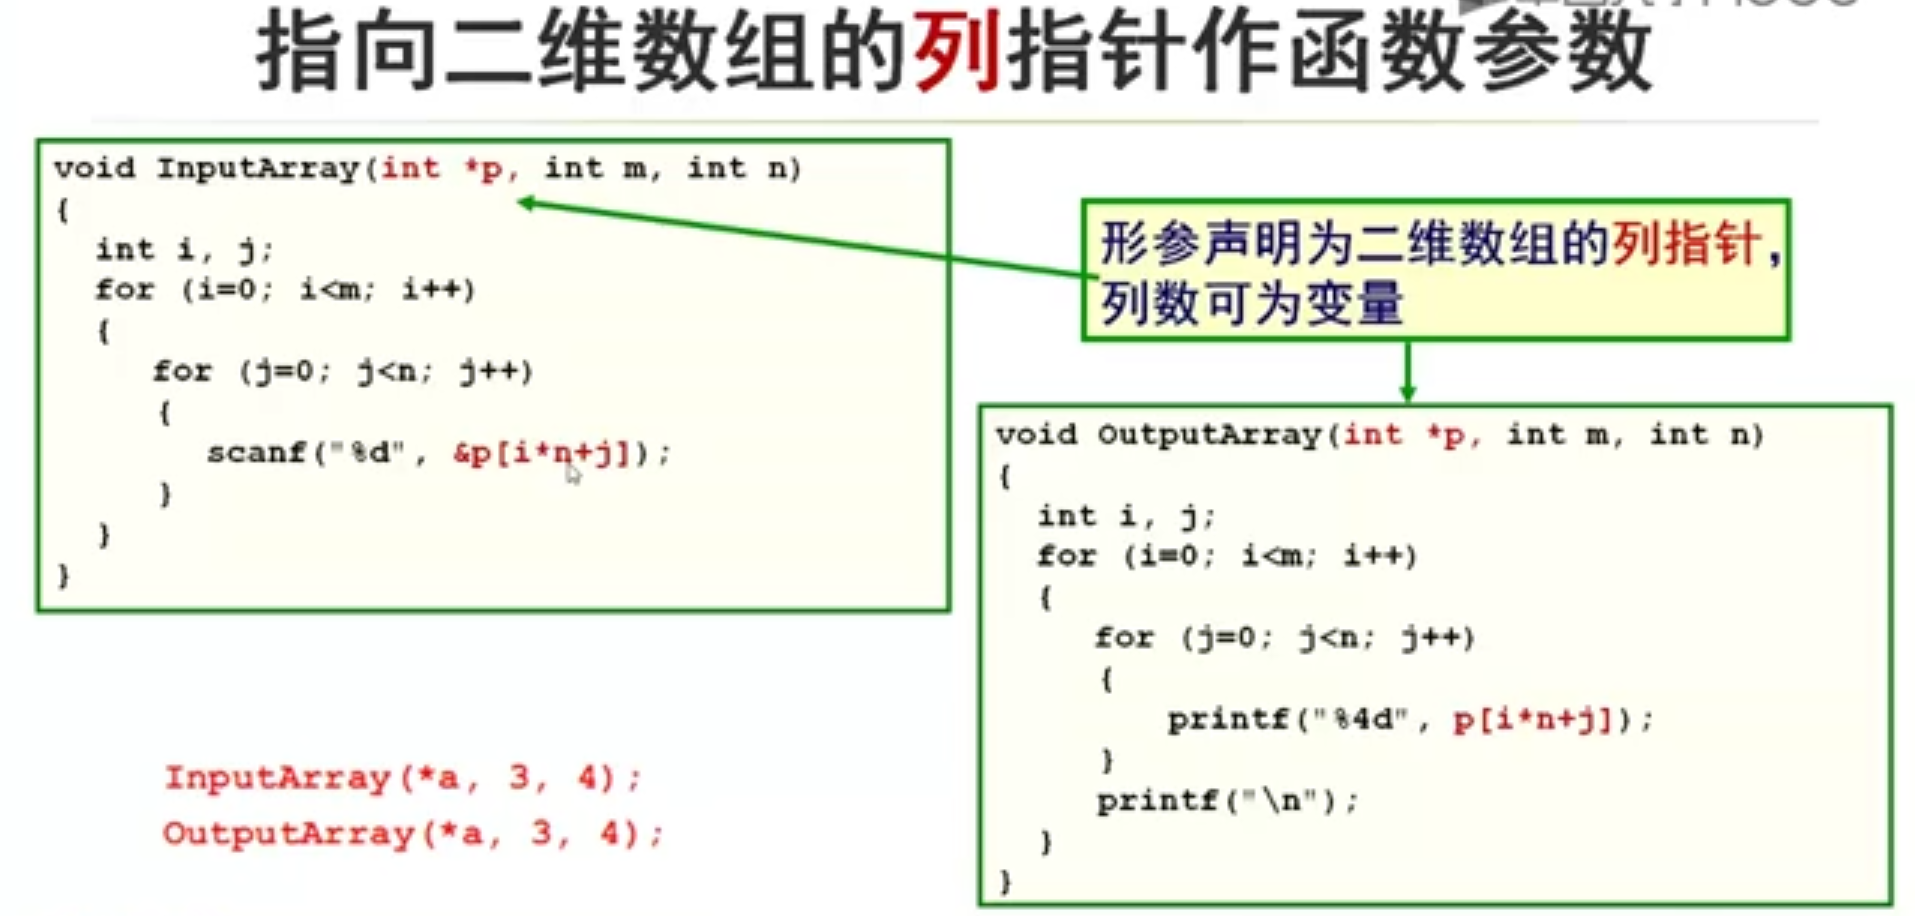 指向二维数组的列指针作函数参数
void InputArray(int *p, int m, int n)
{
int i, j;
for (i=0; i<m; i++)
{
for (j=0; j<n; j++)
{
scanf("%d", &p[i*n+j]);
}
}
}
形参声明为二维数组的列指针,
列数可为变量
void OutputArray(int *p, int m, int n)
{
int i, j;
for (i=0; i<m; i++)
{
for (j=0; j<n; j++)
{
printf("%4d", p[i*n+j]);
}
printf("\n");
}
}
InputArray(*a, 3, 4);
OutputArray(*a, 3, 4);